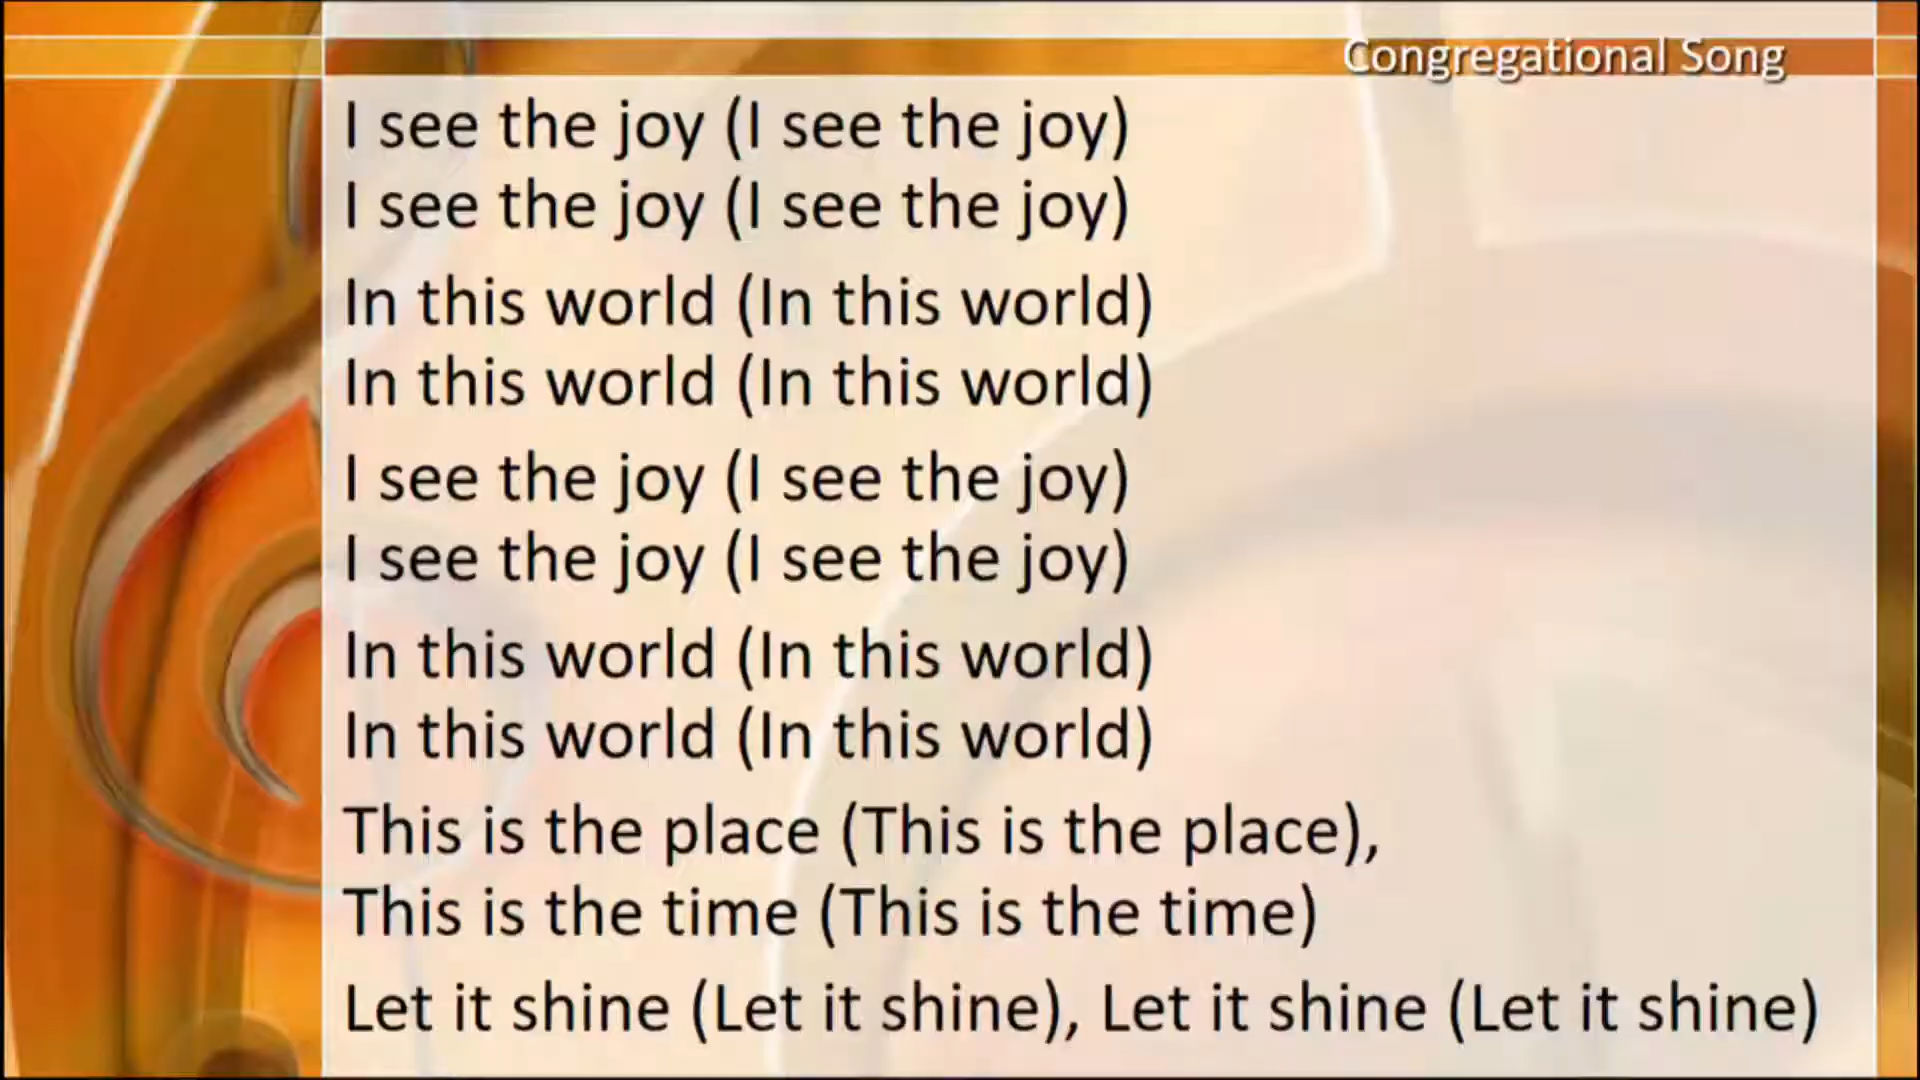 Congregational Song
I see the joy (I see the joy)
I see the joy (I see the joy)
In this world (In this world)
In this world (In this world)
I see the joy (I see the joy)
I see the joy (I see the joy)
In this world (In this world)
In this world (In this world)
This is the place (This is the place),
This is the time (This is the time)
Let it shine (Let it shine), Let it shine (Let it shine)